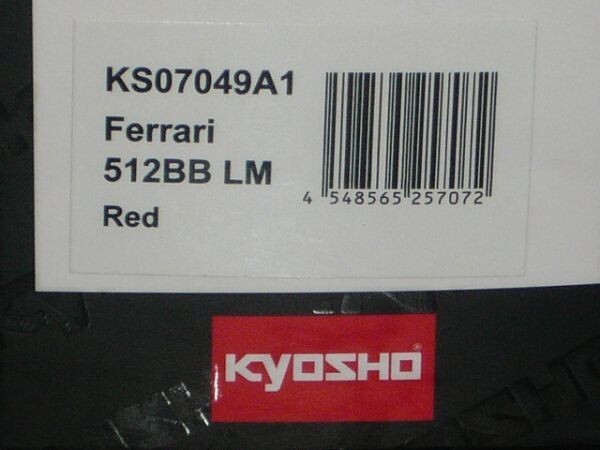 KS07049A1
Ferrari
512BB LM
Red
4 548565 257072
KYOSHO®